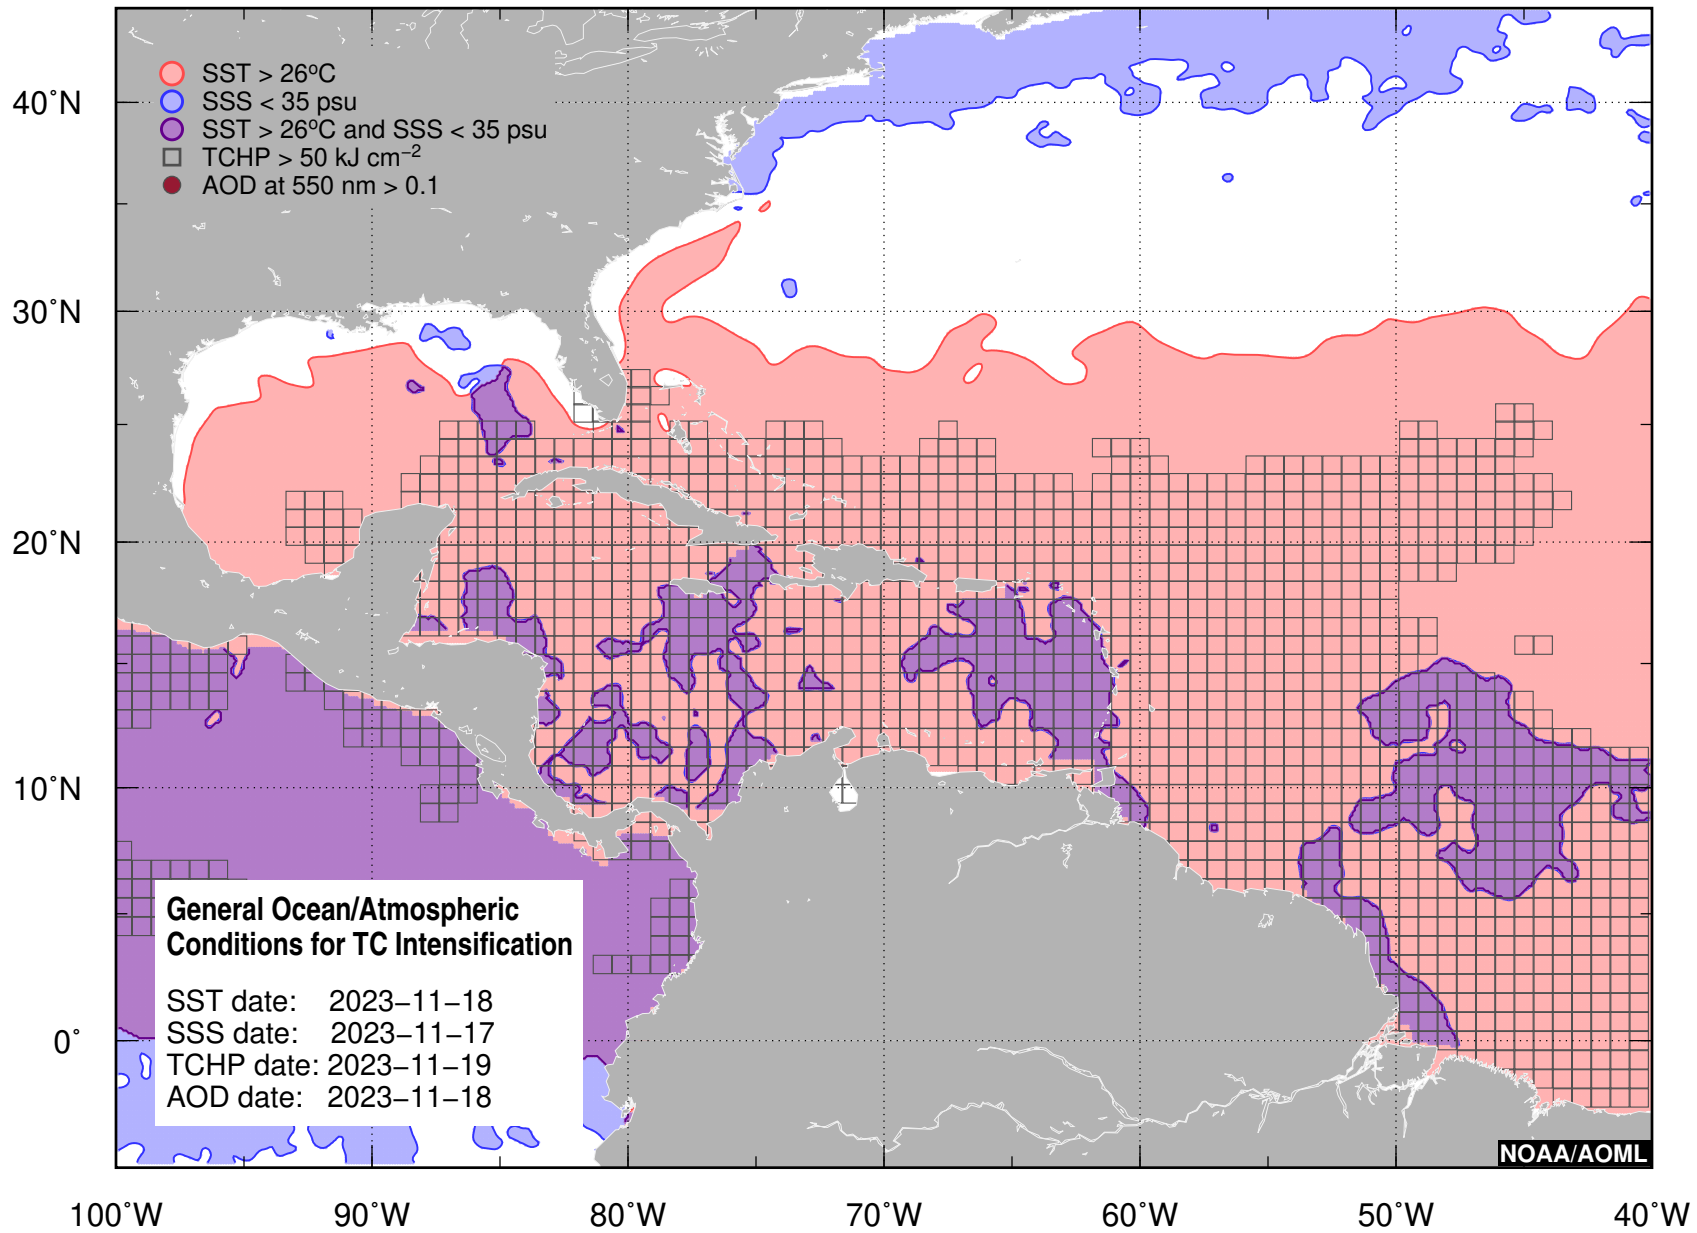 SST > 26°C
SSS < 35 psu
SST > 26°C and SSS < 35 psu
TCHP > 50 kJ cm⁻²
AOD at 550 nm > 0.1
40˚N
30˚N
20˚N
10˚N
0˚
General Ocean/Atmospheric
Conditions for TC Intensification
SST date: 2023−11−18
SSS date: 2023−11−17
TCHP date: 2023−11−19
AOD date: 2023−11−18
NOAA/AOML
100˚W 90˚W 80˚W 70˚W 60˚W 50˚W 40˚W